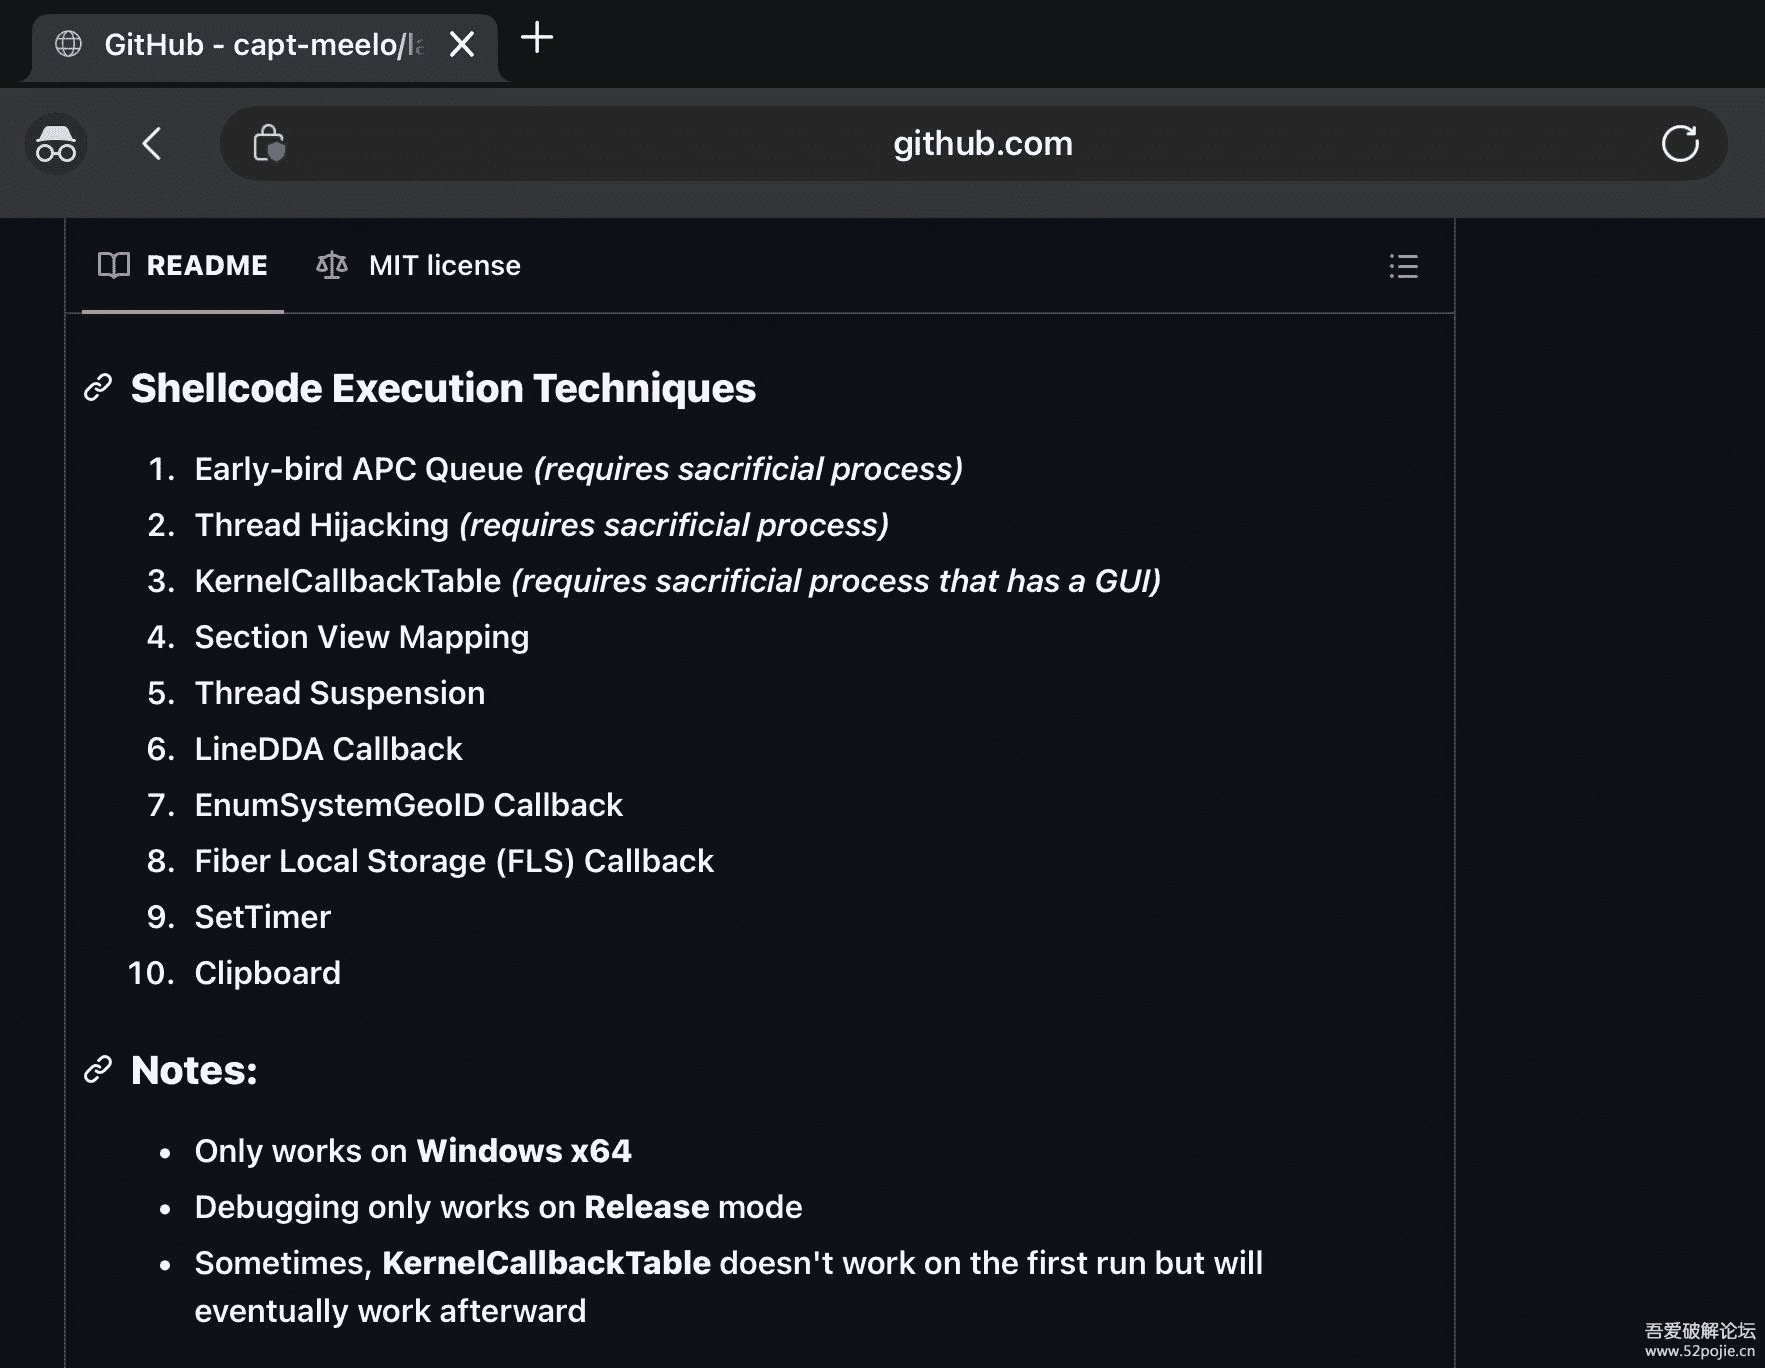 GitHub - capt-meelo/la
github.com
README
MIT license
Shellcode Execution Techniques
1. Early-bird APC Queue (requires sacrificial process)
2. Thread Hijacking (requires sacrificial process)
3. KernelCallbackTable (requires sacrificial process that has a GUI)
4. Section View Mapping
5. Thread Suspension
6. LineDDA Callback
7. EnumSystemGeoID Callback
8. Fiber Local Storage (FLS) Callback
9. SetTimer
10. Clipboard
Notes:
• Only works on Windows x64
• Debugging only works on Release mode
• Sometimes, KernelCallbackTable doesn't work on the first run but will
eventually work afterward
吾爱破解论坛
www.52pojie.cn